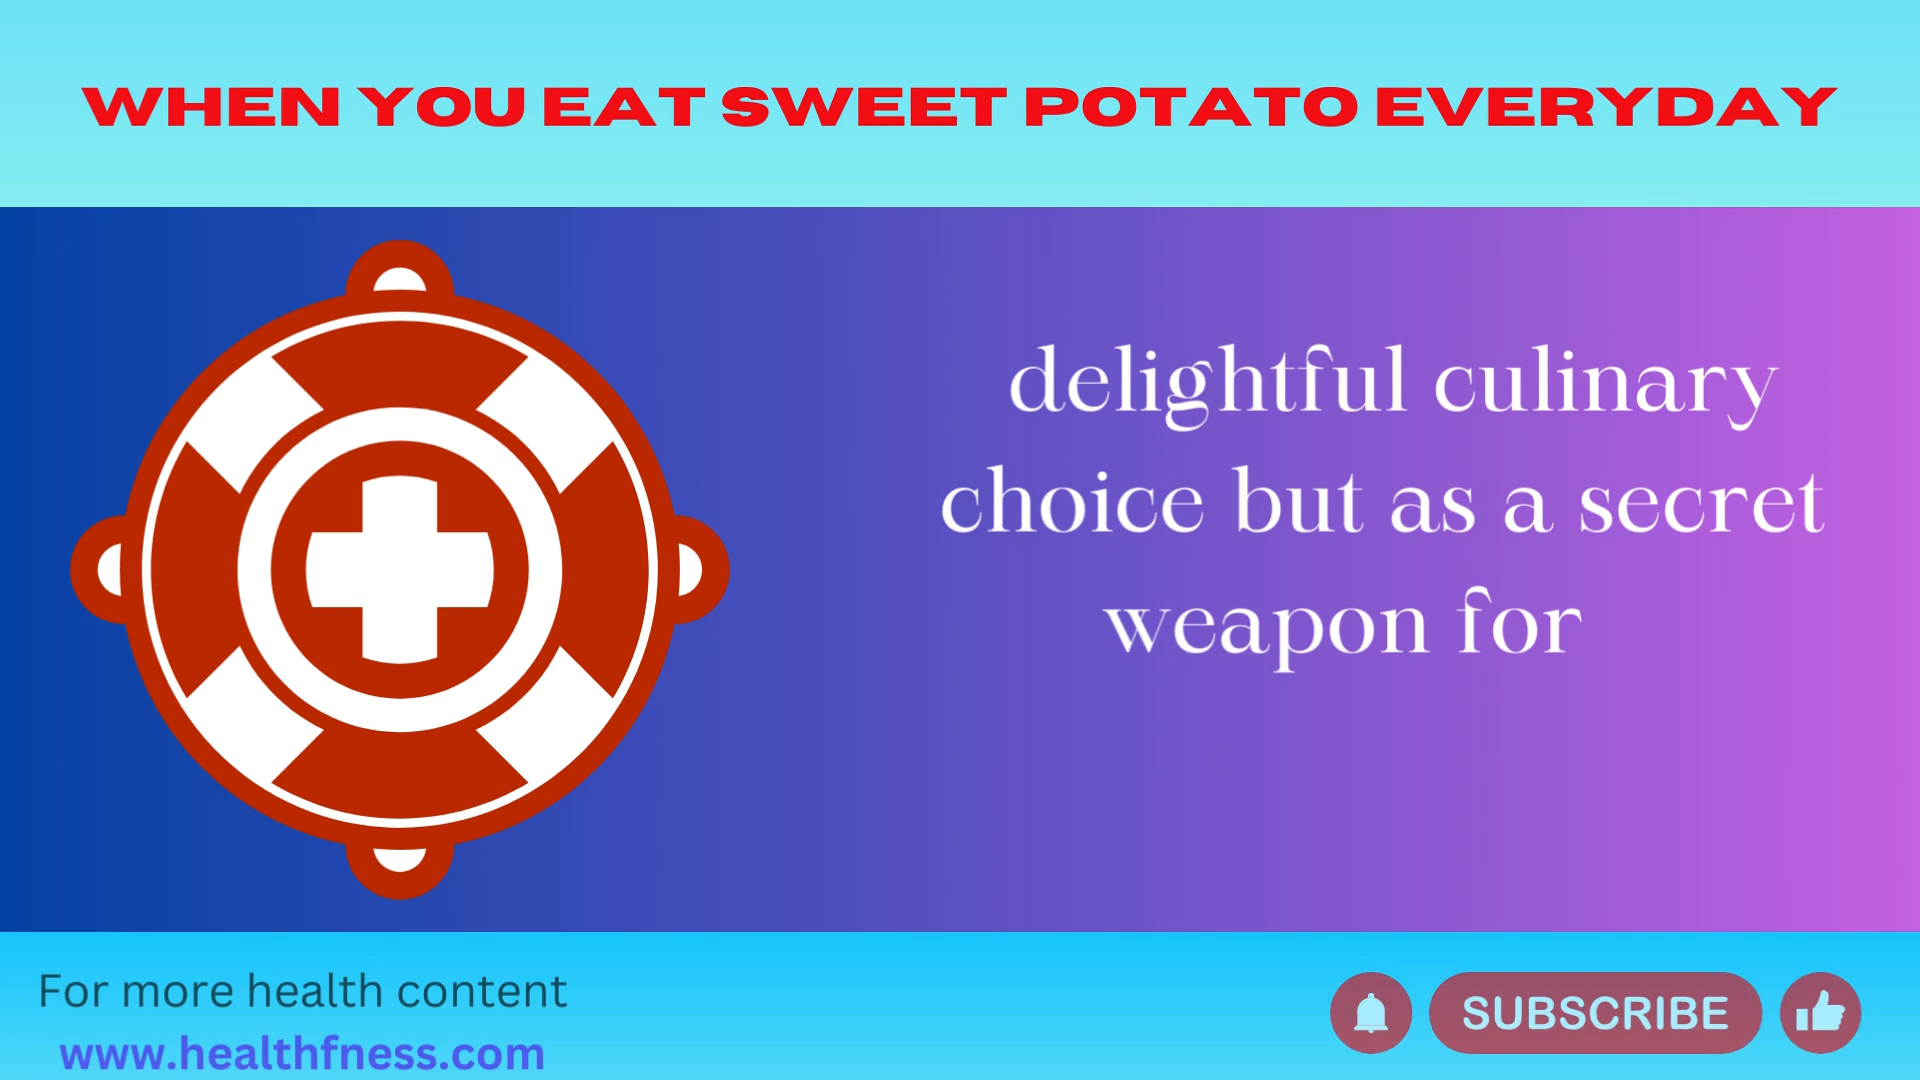 WHEN YOU EAT SWEET POTATO EVERYDAY
delightful culinary
choice but as a secret
weapon for
For more health content
www.healthfness.com
SUBSCRIBE